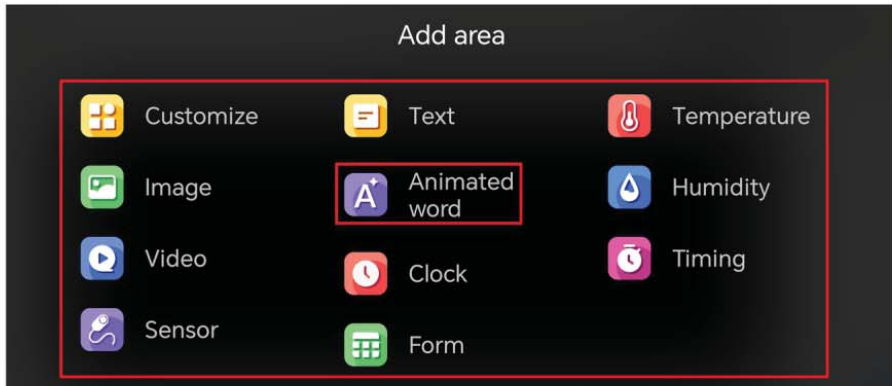 Add area
Customize
Text
Temperature
Image
Animated
word
Humidity
Video
Clock
Timing
Sensor
Form